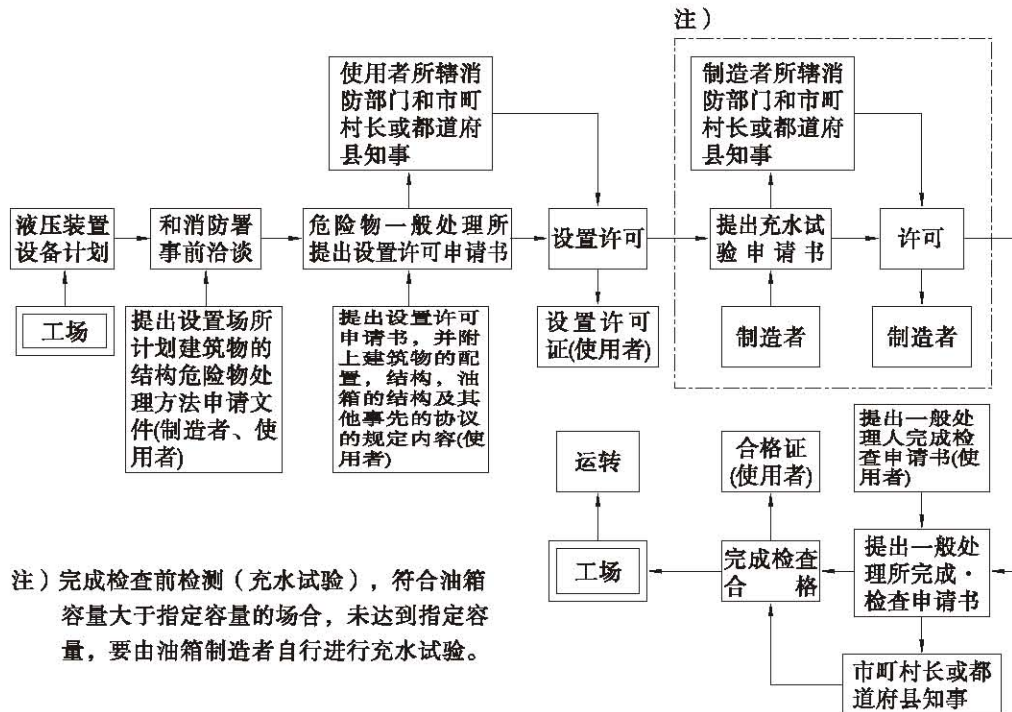 注）
使用者所辖消
防部门和市町
村长或都道府
县知事
制造者所辖消
防部门和市町
村长或都道府
县知事
液压装置
设备计划
和消防署
事前洽谈
危险物一般处理所
提出设置许可申请书
设置许可
提出充水试
验申请书
许可
工场
提出设置场所
计划建筑物的
结构危险物处
理方法申请文
件(制造者、使
用者)
提出设置许可
申请书，并附
上建筑物的配
置，结构，油
箱的结构及其
他事先的协议
的规定内容(使
用者)
设置许可
证(使用者)
制造者
制造者
运转
合格证
(使用者)
提出一般处
理人完成检
查申请书(使
用者)
工场
完成检查
合格
提出一般处
理所完成·
检查申请书
市町村长或都
道府县知事
注）完成检查前检测（充水试验），符合油箱
容量大于指定容量的场合，未达到指定容
量，要由油箱制造者自行进行充水试验。